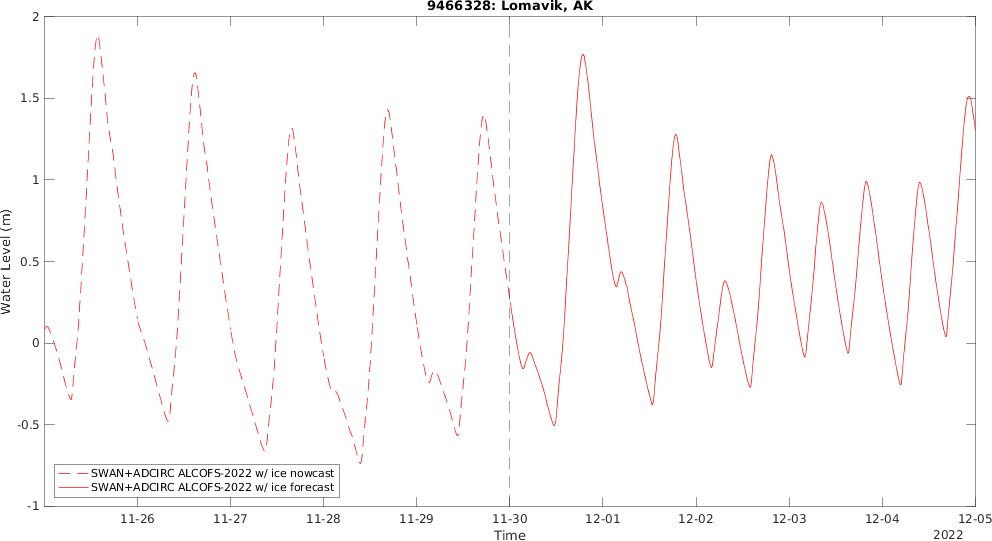 9466328: Lomavik, AK
2
1.5
1
0.5
0
-0.5
-1
Water Level (m)
SWAN+ADCIRC ALCOFS-2022 w/ ice nowcast
SWAN+ADCIRC ALCOFS-2022 w/ ice forecast
11-26 11-27 11-28 11-29 11-30 12-01 12-02 12-03 12-04 12-05
Time
2022